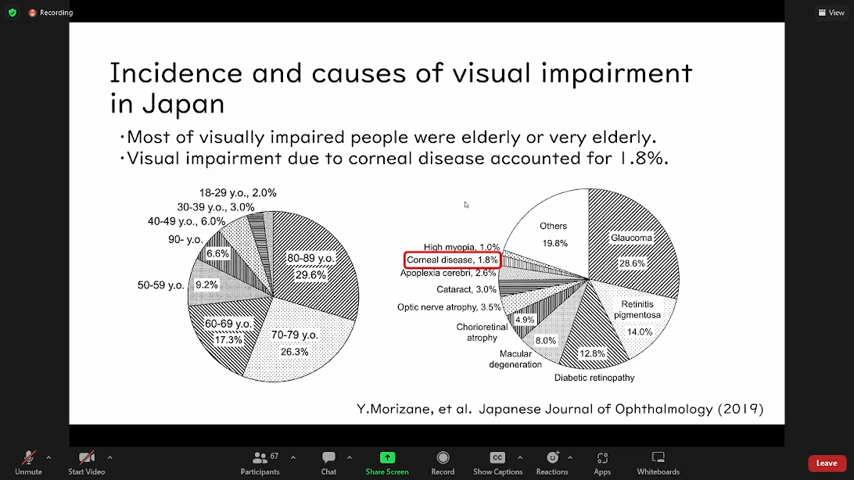 Recording
View
Incidence and causes of visual impairment
in Japan
・Most of visually impaired people were elderly or very elderly.
・Visual impairment due to corneal disease accounted for 1.8%.
18-29 y.o., 2.0%
30-39 y.o., 3.0%
40-49 y.o., 6.0%
90- y.o.
6.6%
50-59 y.o.
9.2%
60-69 y.o.
17.3%
70-79 y.o.
26.3%
80-89 y.o.
29.6%
Others
19.8%
High myopia, 1.0%
Corneal disease, 1.8%
Apoplexia cerebri, 2.6%
Cataract, 3.0%
Optic nerve atrophy, 3.5%
Chorioretinal
atrophy
4.9%
Macular
degeneration
8.0%
12.8%
Diabetic retinopathy
Retinitis
pigmentosa
14.0%
Glaucoma
28.6%
Y.Morizane, et al. Japanese Journal of Ophthalmology (2019)
Unmute
Start Video
67
Participants
Chat
Share Screen
Record
CC
Show Captions
Reactions
Apps
Whiteboards
Leave